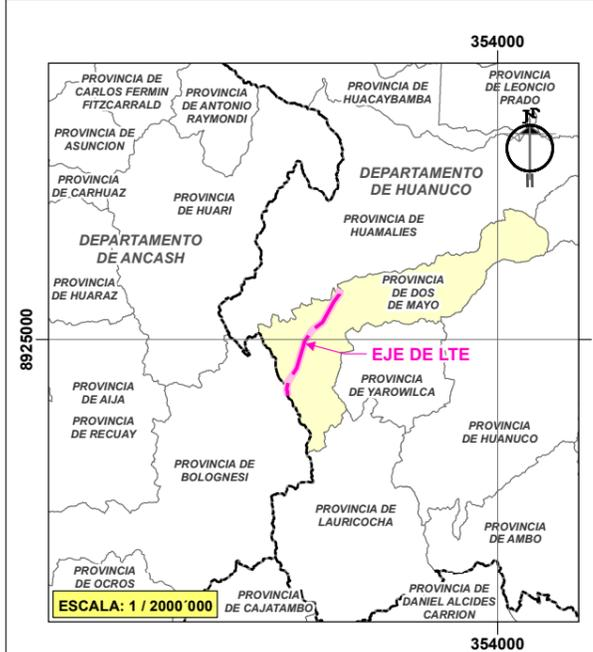 354000
PROVINCIA DE
CARLOS FERMIN
FITZCARRALD
PROVINCIA
DE ANTONIO
RAYMONDI
PROVINCIA DE
HUACAYBAMBA
PROVINCIA
DE LEONCIO
PRADO
N
PROVINCIA DE
ASUNCION
PROVINCIA
DE CARHUAZ
PROVINCIA
DE HUARI
DEPARTAMENTO
DE HUANUCO
PROVINCIA DE
HUAMALIES
DEPARTAMENTO
DE ANCASH
PROVINCIA
DE HUARAZ
PROVINCIA
DE DOS
DE MAYO
8925000
EJE DE LTE
PROVINCIA
DE AIJA
PROVINCIA
DE YAROWILCA
PROVINCIA
DE RECUAY
PROVINCIA
DE HUANUCO
PROVINCIA DE
BOLOGNESI
PROVINCIA DE
LAURICOCHA
PROVINCIA
DE AMBO
PROVINCIA
DE OCROS
ESCALA: 1 / 2000´000
PROVINCIA
DE CAJATAMBO
PROVINCIA DE
DANIEL ALCIDES
CARRION
354000